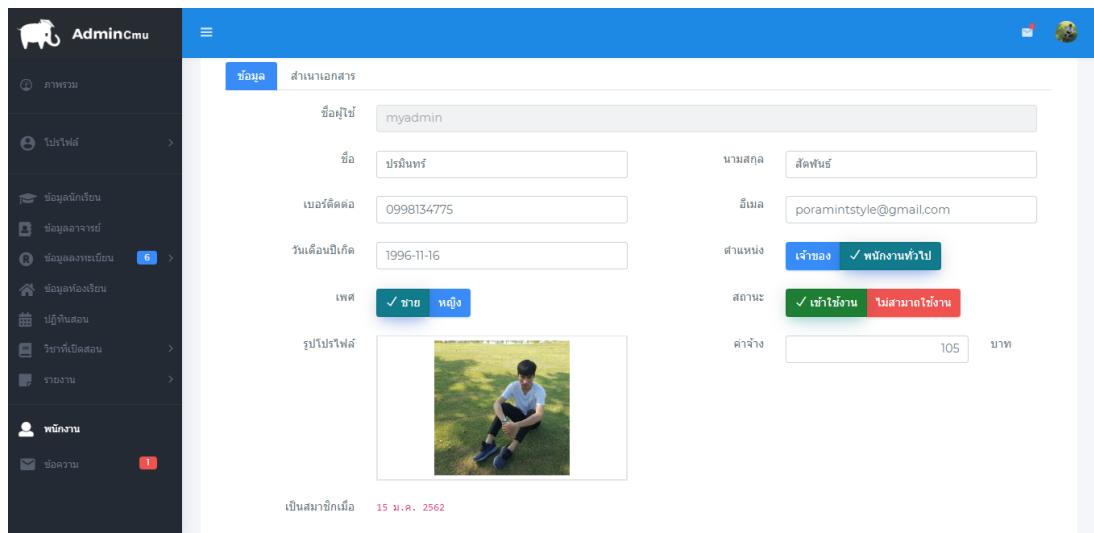 AdminCmu
ภาพรวม
โปรไฟล์
ข้อมูลนักเรียน
ข้อมูลอาจารย์
ข้อมูลลงทะเบียน 6
ข้อมูลห้องเรียน
ปฏิทินสอน
วิชาที่เปิดสอน
รายงาน
พนักงาน
ข้อความ 1
ข้อมูล สำเนาเอกสาร
ชื่อผู้ใช้ myadmin
ชื่อ ปรมินทร์ นามสกุล สัตพันธ์
เบอร์ติดต่อ 0998134775 อีเมล poramintstyle@gmail.com
วันเดือนปีเกิด 1996-11-16 ตำแหน่ง เจ้าของ ✓ พนักงานทั่วไป
เพศ ✓ ชาย หญิง สถานะ ✓ เข้าใช้งาน ไม่สามาถใช้งาน
รูปโปรไฟล์ ค่าจ้าง 105 บาท
เป็นสมาชิกเมื่อ 15 ม.ค. 2562